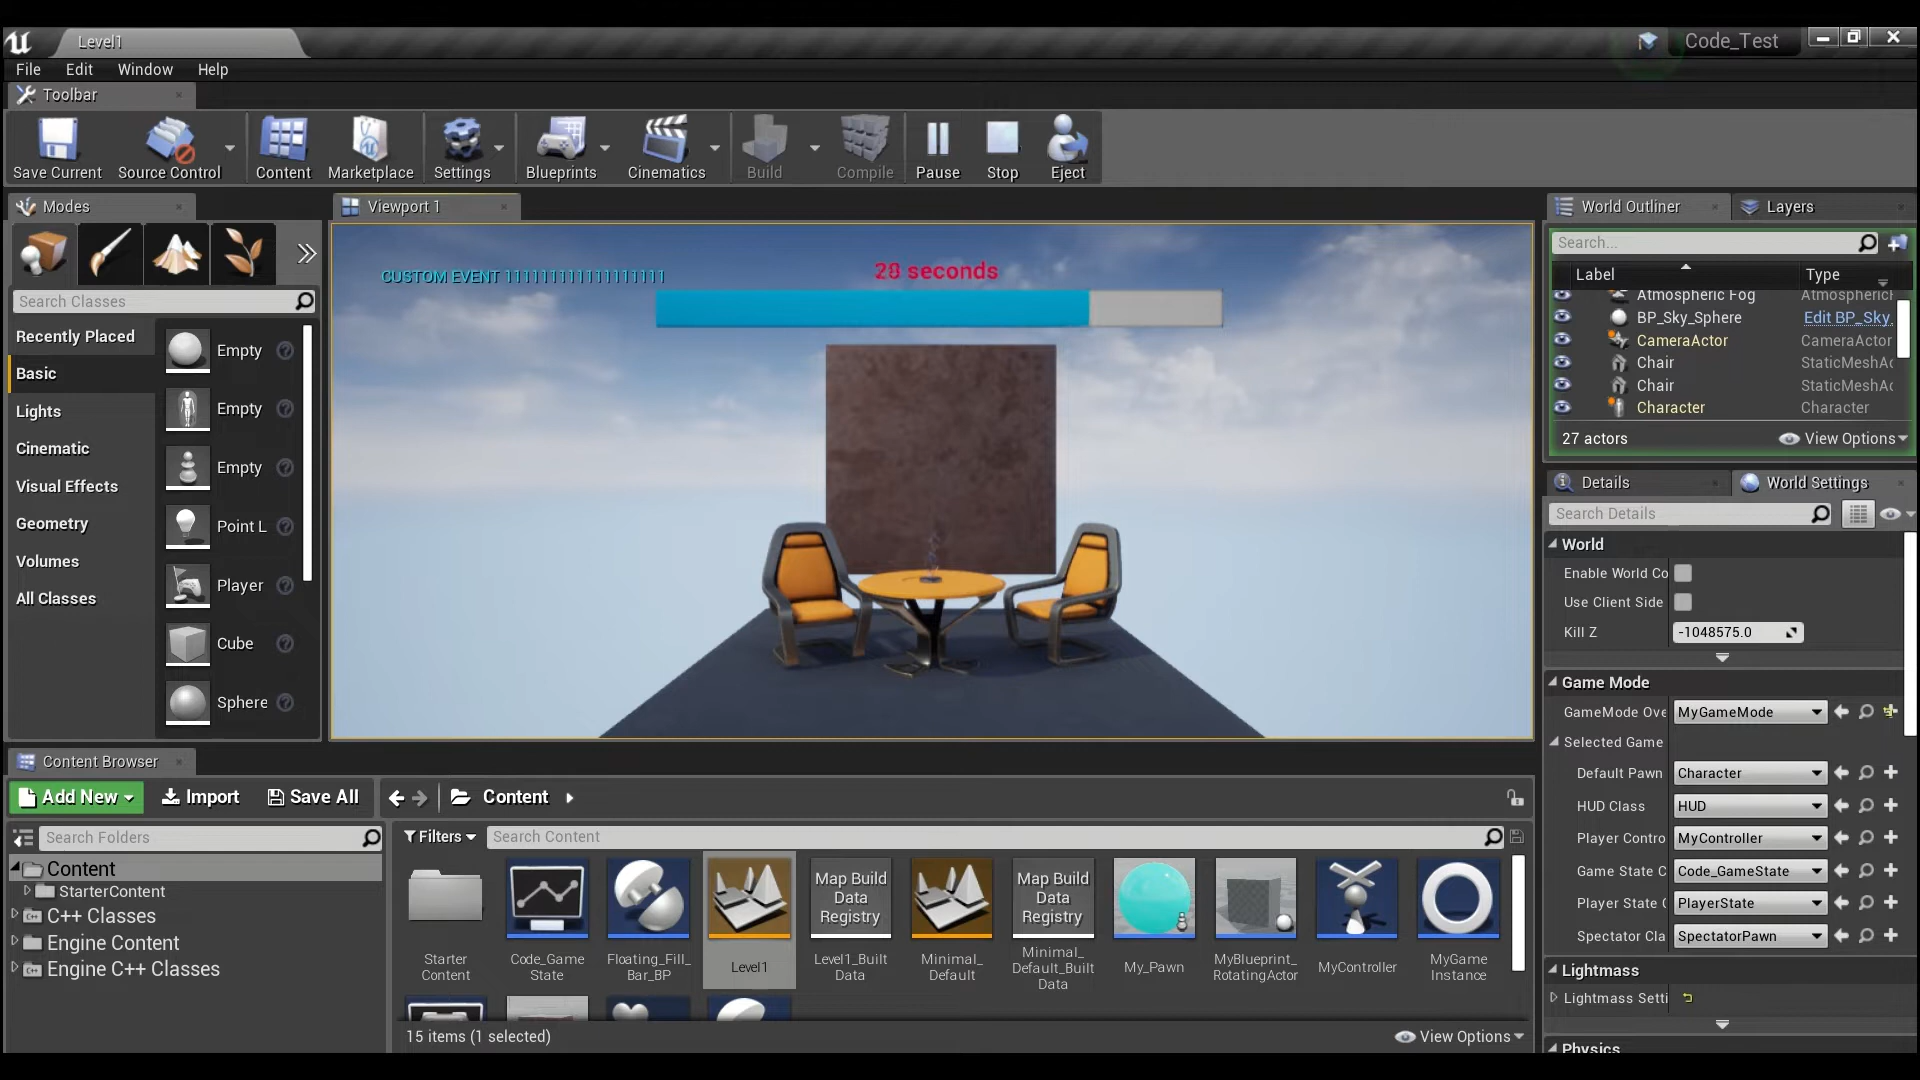 Level1
Code_Test
File Edit Window Help
Toolbar
Save Current
Source Control
Content
Marketplace
Settings
Blueprints
Cinematics
Build
Compile
Pause
Stop
Eject
Modes
Search Classes
Recently Placed
Basic
Lights
Cinematic
Visual Effects
Geometry
Volumes
All Classes
Empty
Empty
Empty
Point L
Player
Cube
Sphere
Viewport 1
28 seconds
World Outliner
Layers
Search...
Label Type
Atmospheric Fog
BP_Sky_Sphere Edit BP_Sky_
CameraActor CameraActor
Chair StaticMeshAc
Chair StaticMeshAc
Character Character
27 actors
View Options
Details
World Settings
Search Details
World
Enable World Co
Use Client Side
Kill Z -1048575.0
Game Mode
GameMode Ove MyGameMode
Selected Game
Default Pawn Character
HUD Class HUD
Player Contro MyController
Game State C Code_GameState
Player State PlayerState
Spectator Cla SpectatorPawn
Lightmass
Lightmass Setti
Physics
Content Browser
Add New
Import
Save All
Content
Search Folders
Content
StarterContent
C++ Classes
Engine Content
Engine C++ Classes
Filters
Search Content
Map Build
Data
Registry
Map Build
Data
Registry
Starter
Content
Code_Game
State
Floating_Fill_
Bar_BP
Level1
Level1_Built
Data
Minimal_
Default
Minimal_
Default_Built
Data
My_Pawn
MyBlueprint_
RotatingActor
MyController
MyGame
Instance
15 items (1 selected)
View Options